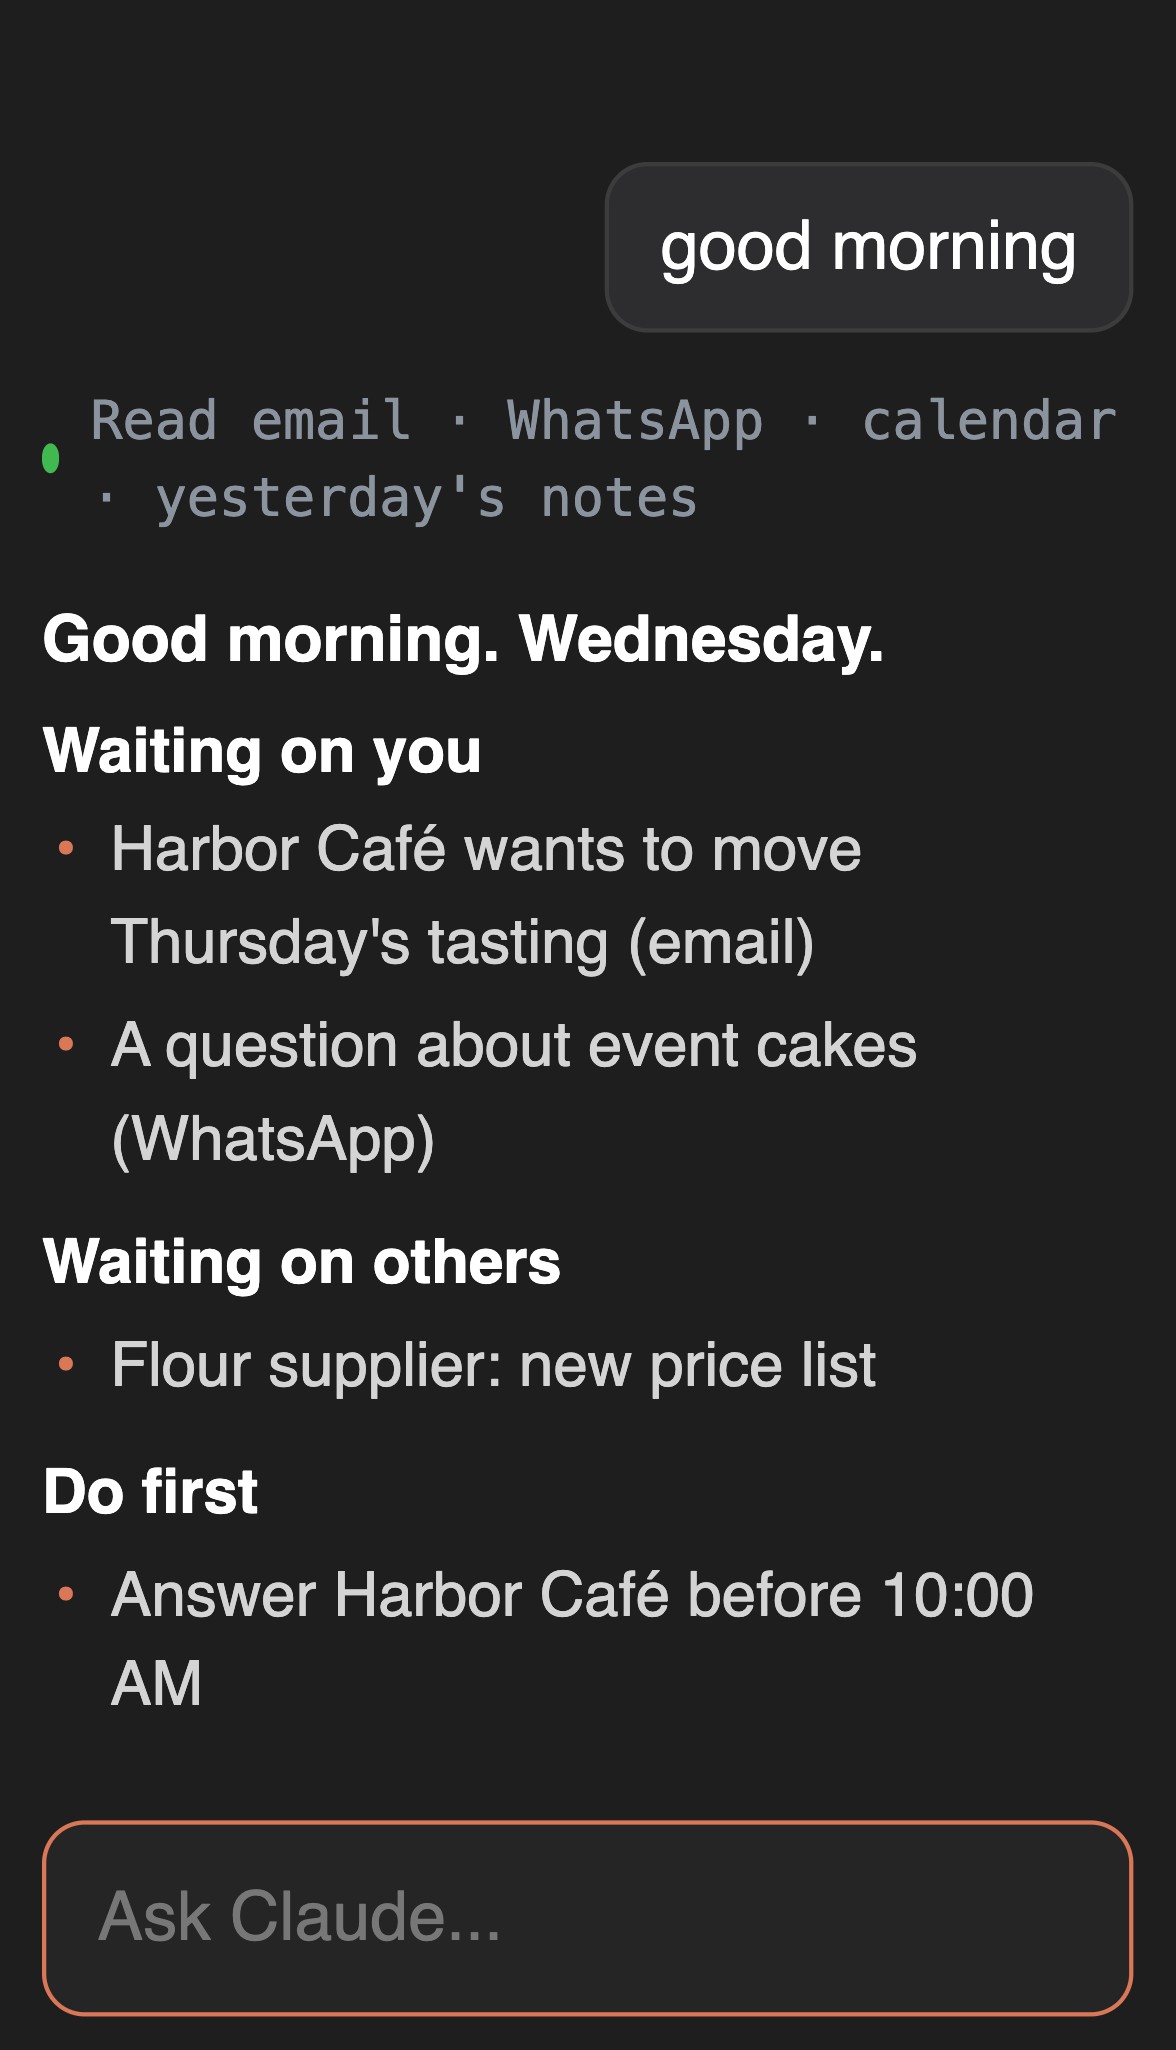 good morning
Read email · WhatsApp · calendar
· yesterday's notes
Good morning. Wednesday.
Waiting on you
• Harbor Café wants to move
Thursday's tasting (email)
• A question about event cakes
(WhatsApp)
Waiting on others
• Flour supplier: new price list
Do first
• Answer Harbor Café before 10:00
AM
Ask Claude...